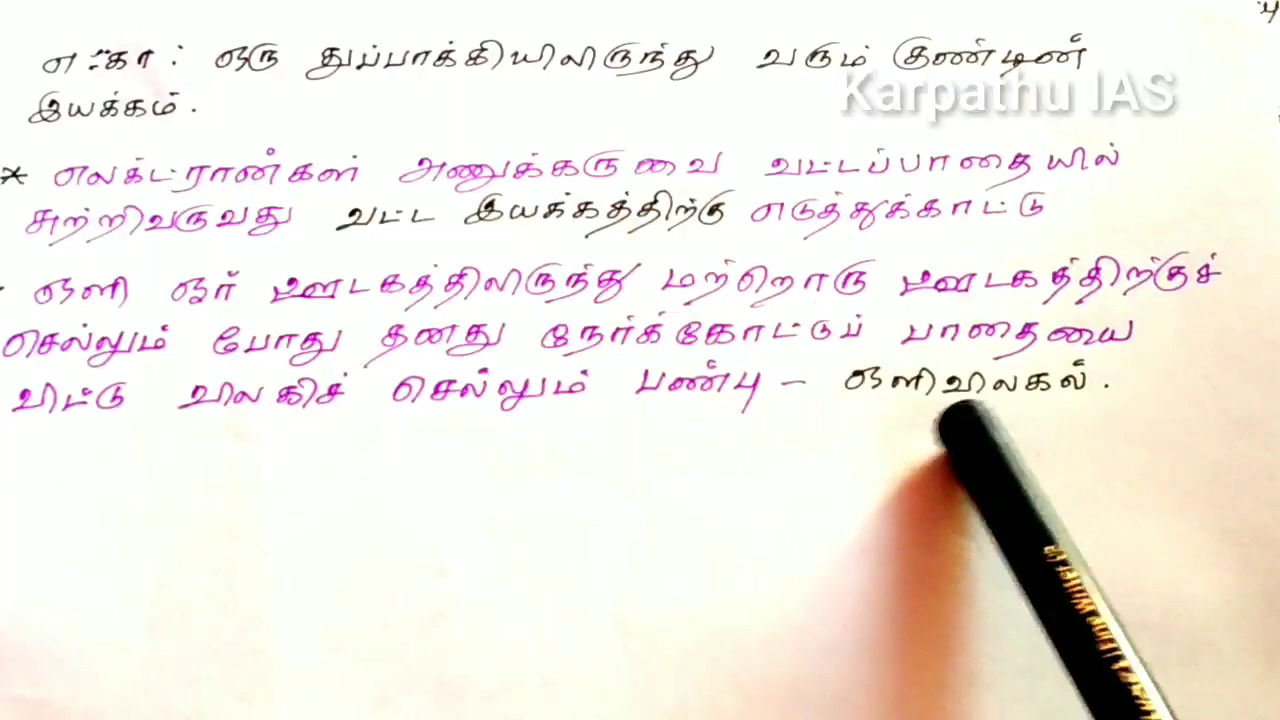 எ.கா : ஒரு துப்பாக்கியிலிருந்து வரும் குண்டின்
இயக்கம் .
Karpathu IAS
* எலக்ட்ரான்கள் அணுக்கருவை வட்டப்பாதையில்
சுற்றிவருவது வட்ட இயக்கத்திற்கு எடுத்துக்காட்டு
ஒளி ஓர் ஊடகத்திலிருந்து மற்றொரு ஊடகத்திற்குச்
செல்லும் போது தனது நேர்க்கோட்டுப் பாதையை
விட்டு விலகிச் செல்லும் பண்பு – ஒளிவிலகல் .